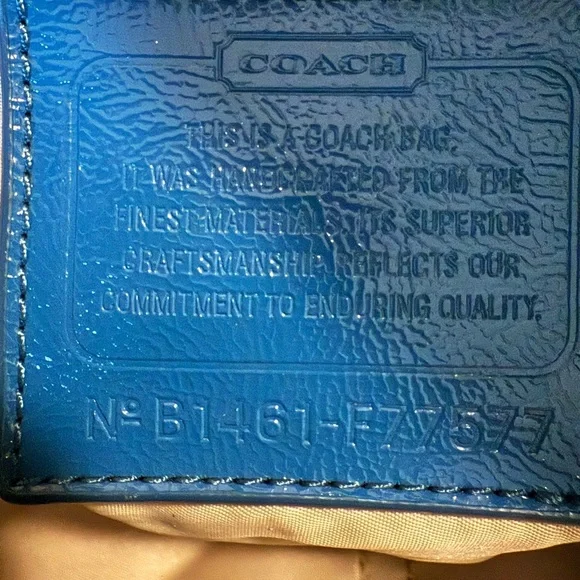 COACH
THIS IS A COACH BAG
IT WAS HANDCRAFTED FROM THE
FINEST MATERIALS. ITS SUPERIOR
CRAFTSMANSHIP REFLECTS OUR
COMMITMENT TO ENDURING QUALITY.
Nº B1461-F77577